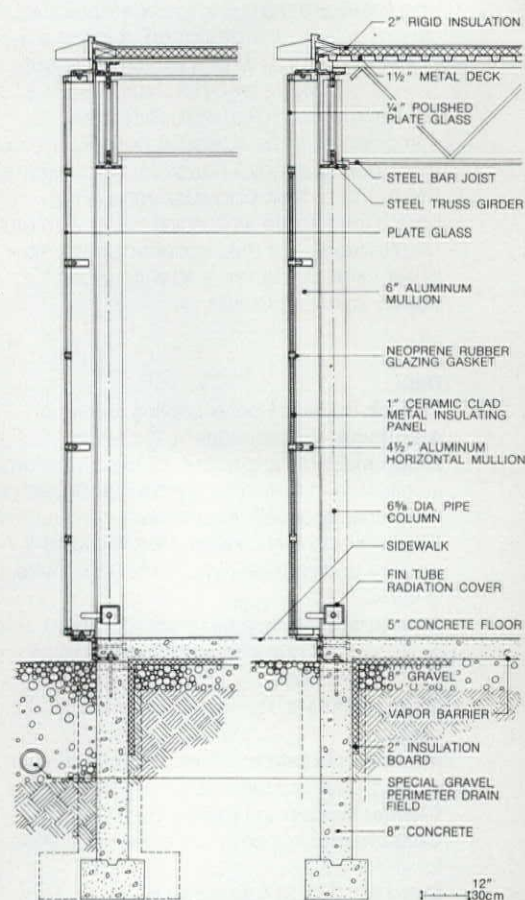 2" RIGID INSULATION
1½" METAL DECK
¼" POLISHED
PLATE GLASS
STEEL BAR JOIST
STEEL TRUSS GIRDER
PLATE GLASS
6" ALUMINUM
MULLION
NEOPRENE RUBBER
GLAZING GASKET
1" CERAMIC CLAD
METAL INSULATING
PANEL
4½" ALUMINUM
HORIZONTAL MULLION
6⅝ DIA. PIPE
COLUMN
SIDEWALK
FIN TUBE
RADIATION COVER
5" CONCRETE FLOOR
8" GRAVEL
VAPOR BARRIER
2" INSULATION
BOARD
SPECIAL GRAVEL
PERIMETER DRAIN
FIELD
8" CONCRETE
12"
30cm